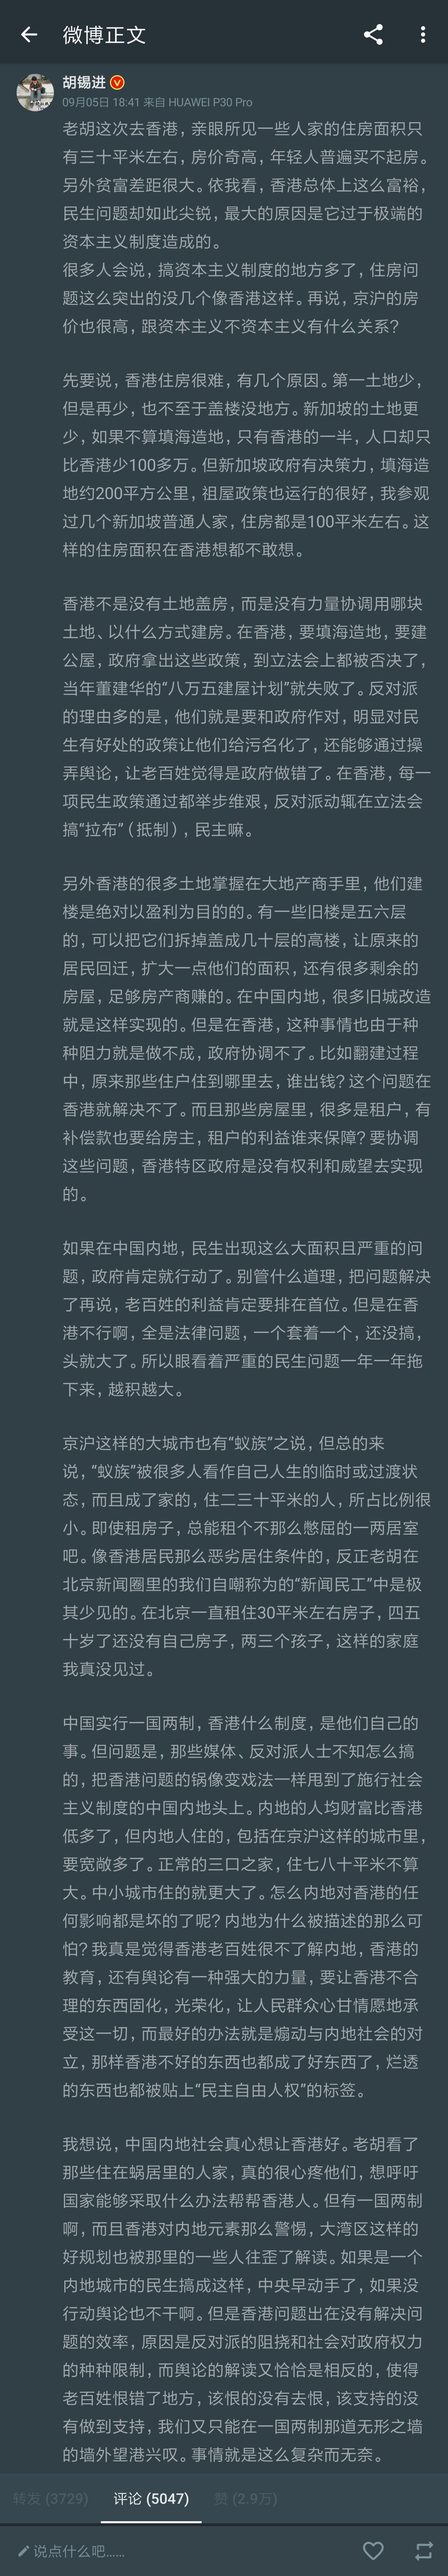 微博正文
胡锡进
09月05日 18:41 来自 HUAWEI P30 Pro
老胡这次去香港，亲眼所见一些人家的住房面积只
有三十平米左右，房价奇高，年轻人普遍买不起房。
另外贫富差距很大。依我看，香港总体上这么富裕，
民生问题却如此尖锐，最大的原因是它过于极端的
资本主义制度造成的。
很多人会说，搞资本主义制度的地方多了，住房问
题这么突出的没几个像香港这样。再说，京沪的房
价也很高，跟资本主义不资本主义有什么关系？
先要说，香港住房很难，有几个原因。第一土地少，
但是再少，也不至于盖楼没地方。新加坡的土地更
少，如果不算填海造地，只有香港的一半，人口却只
比香港少100多万。但新加坡政府有决策力，填海造
地约200平方公里，祖屋政策也运行的很好，我参观
过几个新加坡普通人家，住房都是100平米左右。这
样的住房面积在香港想都不敢想。
香港不是没有土地盖房，而是没有力量协调用哪块
土地、以什么方式建房。在香港，要填海造地，要建
公屋，政府拿出这些政策，到立法会上都被否决了，
当年董建华的“八万五建屋计划”就失败了。反对派
的理由多的是，他们就是要和政府作对，明显对民
生有好处的政策让他们给污名化了，还能够通过操
弄舆论，让老百姓觉得是政府做错了。在香港，每一
项民生政策通过都举步维艰，反对派动辄在立法会
搞“拉布”（抵制），民主嘛。
另外香港的很多土地掌握在大地产商手里，他们建
楼是绝对以盈利为目的的。有一些旧楼是五六层
的，可以把它们拆掉盖成几十层的高楼，让原来的
居民回迁，扩大一点他们的面积，还有很多剩余的
房屋，足够房产商赚的。在中国内地，很多旧城改造
就是这样实现的。但是在香港，这种事情也由于种
种阻力就是做不成，政府协调不了。比如翻建过程
中，原来那些住户住到哪里去，谁出钱？这个问题在
香港就解决不了。而且那些房屋里，很多是租户，有
补偿款也要给房主，租户的利益谁来保障？要协调
这些问题，香港特区政府是没有权利和威望去实现
的。
如果在中国内地，民生出现这么大面积且严重的问
题，政府肯定就行动了。别管什么道理，把问题解决
了再说，老百姓的利益肯定要排在首位。但是在香
港不行啊，全是法律问题，一个套着一个，还没搞，
头就大了。所以眼看着严重的民生问题一年一年拖
下来，越积越大。
京沪这样的大城市也有“蚁族”之说，但总的来
说，“蚁族”被很多人看作自己人生的临时或过渡状
态，而且成了家的，住二三十平米的人，所占比例很
小。即使租房子，总能租个不那么憋屈的一两居室
吧。像香港居民那么恶劣居住条件的，反正老胡在
北京新闻圈里的我们自嘲称为的“新闻民工”中是极
其少见的。在北京一直租住30平米左右房子，四五
十岁了还没有自己房子，两三个孩子，这样的家庭
我真没见过。
中国实行一国两制，香港什么制度，是他们自己的
事。但问题是，那些媒体、反对派人士不知怎么搞
的，把香港问题的锅像变戏法一样甩到了施行社会
主义制度的中国内地头上。内地的人均财富比香港
低多了，但内地人住的，包括在京沪这样的城市里，
要宽敞多了。正常的三口之家，住七八十平米不算
大。中小城市住的就更大了。怎么内地对香港的任
何影响都是坏的了呢？内地为什么被描述的那么可
怕？我真是觉得香港老百姓很不了解内地，香港的
教育，还有舆论有一种强大的力量，要让香港不合
理的东西固化，光荣化，让人民群众心甘情愿地承
受这一切，而最好的办法就是煽动与内地社会的对
立，那样香港不好的东西也都成了好东西了，烂透
的东西也都被贴上“民主自由人权”的标签。
我想说，中国内地社会真心想让香港好。老胡看了
那些住在蜗居里的人家，真的很心疼他们，想呼吁
国家能够采取什么办法帮帮香港人。但有一国两制
啊，而且香港对内地元素那么警惕，大湾区这样的
好规划也被那里的一些人往歪了解读。如果是一个
内地城市的民生搞成这样，中央早动手了，如果没
行动舆论也不干啊。但是香港问题出在没有解决问
题的效率，原因是反对派的阻挠和社会对政府权力
的种种限制，而舆论的解读又恰恰是相反的，使得
老百姓恨错了地方，该恨的没有去恨，该支持的没
有做到支持，我们又只能在一国两制那道无形之墙
的墙外望港兴叹。事情就是这么复杂而无奈。
转发 (3729) 评论 (5047) 赞 (2.9万)
说点什么吧......